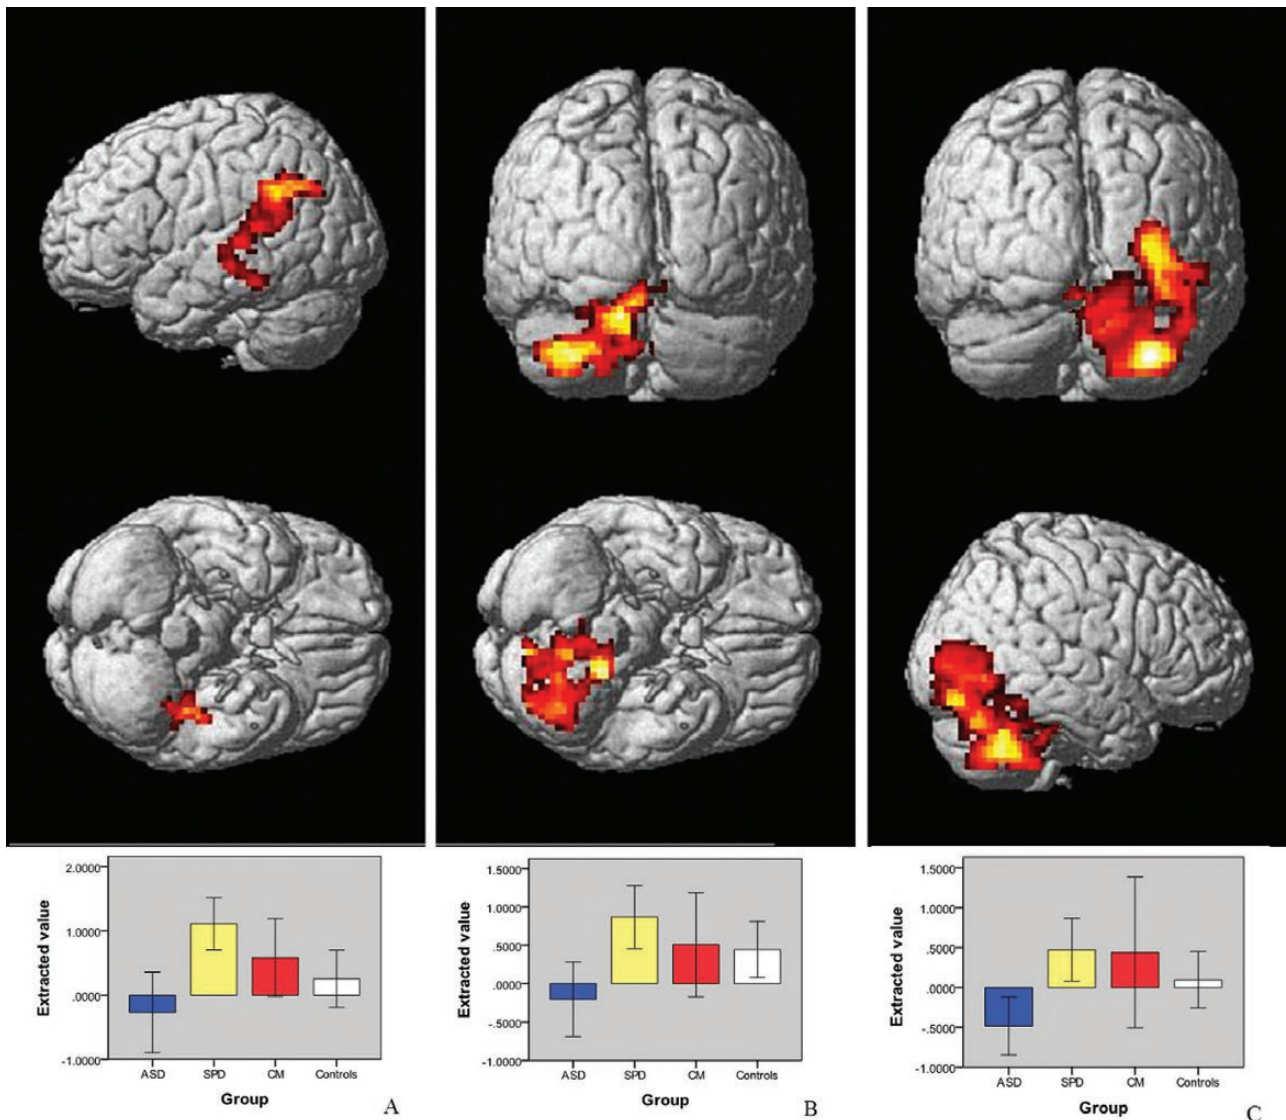 2.0000
1.0000
.0000
-1.0000
Extracted value
ASD SPD CM Controls
Group
A
1.5000
1.0000
.5000
.0000
-.5000
-1.0000
Extracted value
ASD SPD CM Controls
Group
B
1.5000
1.0000
.5000
.0000
-.5000
-1.0000
Extracted value
ASD SPD CM Controls
Group
C